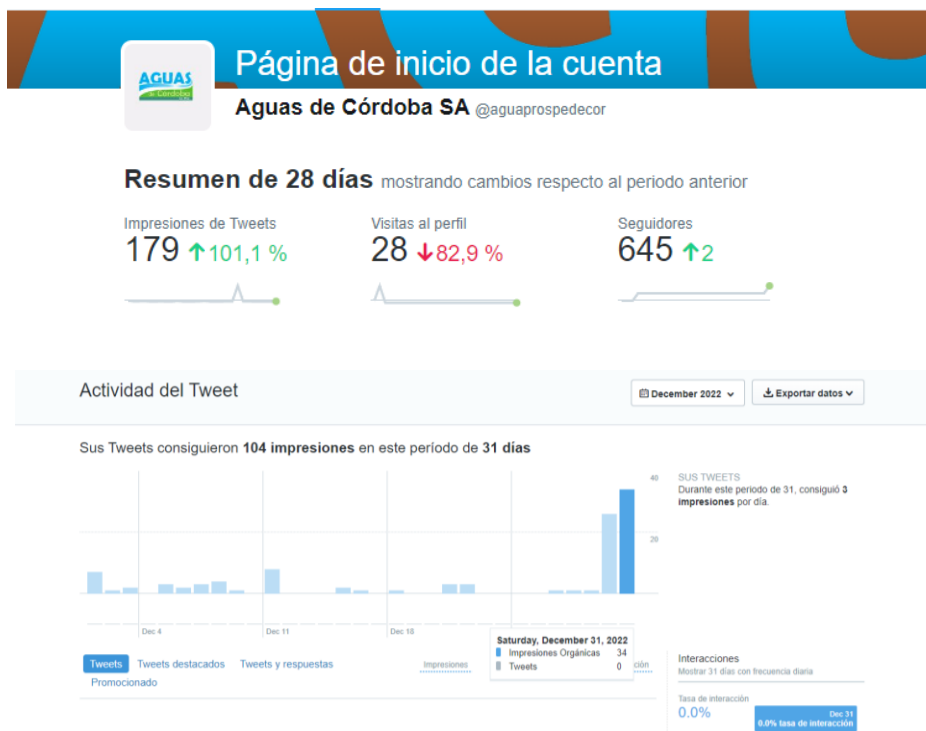 Página de inicio de la cuenta
AGUAS
de Córdoba
Aguas de Córdoba SA @aguaprospedecor
Resumen de 28 días mostrando cambios respecto al periodo anterior
Impresiones de Tweets
179 ↑101,1 %
Visitas al perfil
28 ↓82,9 %
Seguidores
645 ↑2
Actividad del Tweet
December 2022
Exportar datos
Sus Tweets consiguieron 104 impresiones en este período de 31 días
40
20
Dec 4
Dec 11
Dec 18
SUS TWEETS
Durante este periodo de 31, consiguió 3
impresiones por día.
Saturday, December 31, 2022
Impresiones Orgánicas 34
Tweets 0
Tweets
Tweets destacados
Tweets y respuestas
Promocionado
Impresiones
ción
Interacciones
Mostrar 31 días con frecuencia diaria
Tasa de interacción
0.0%
Dec 31
0.0% tasa de interacción